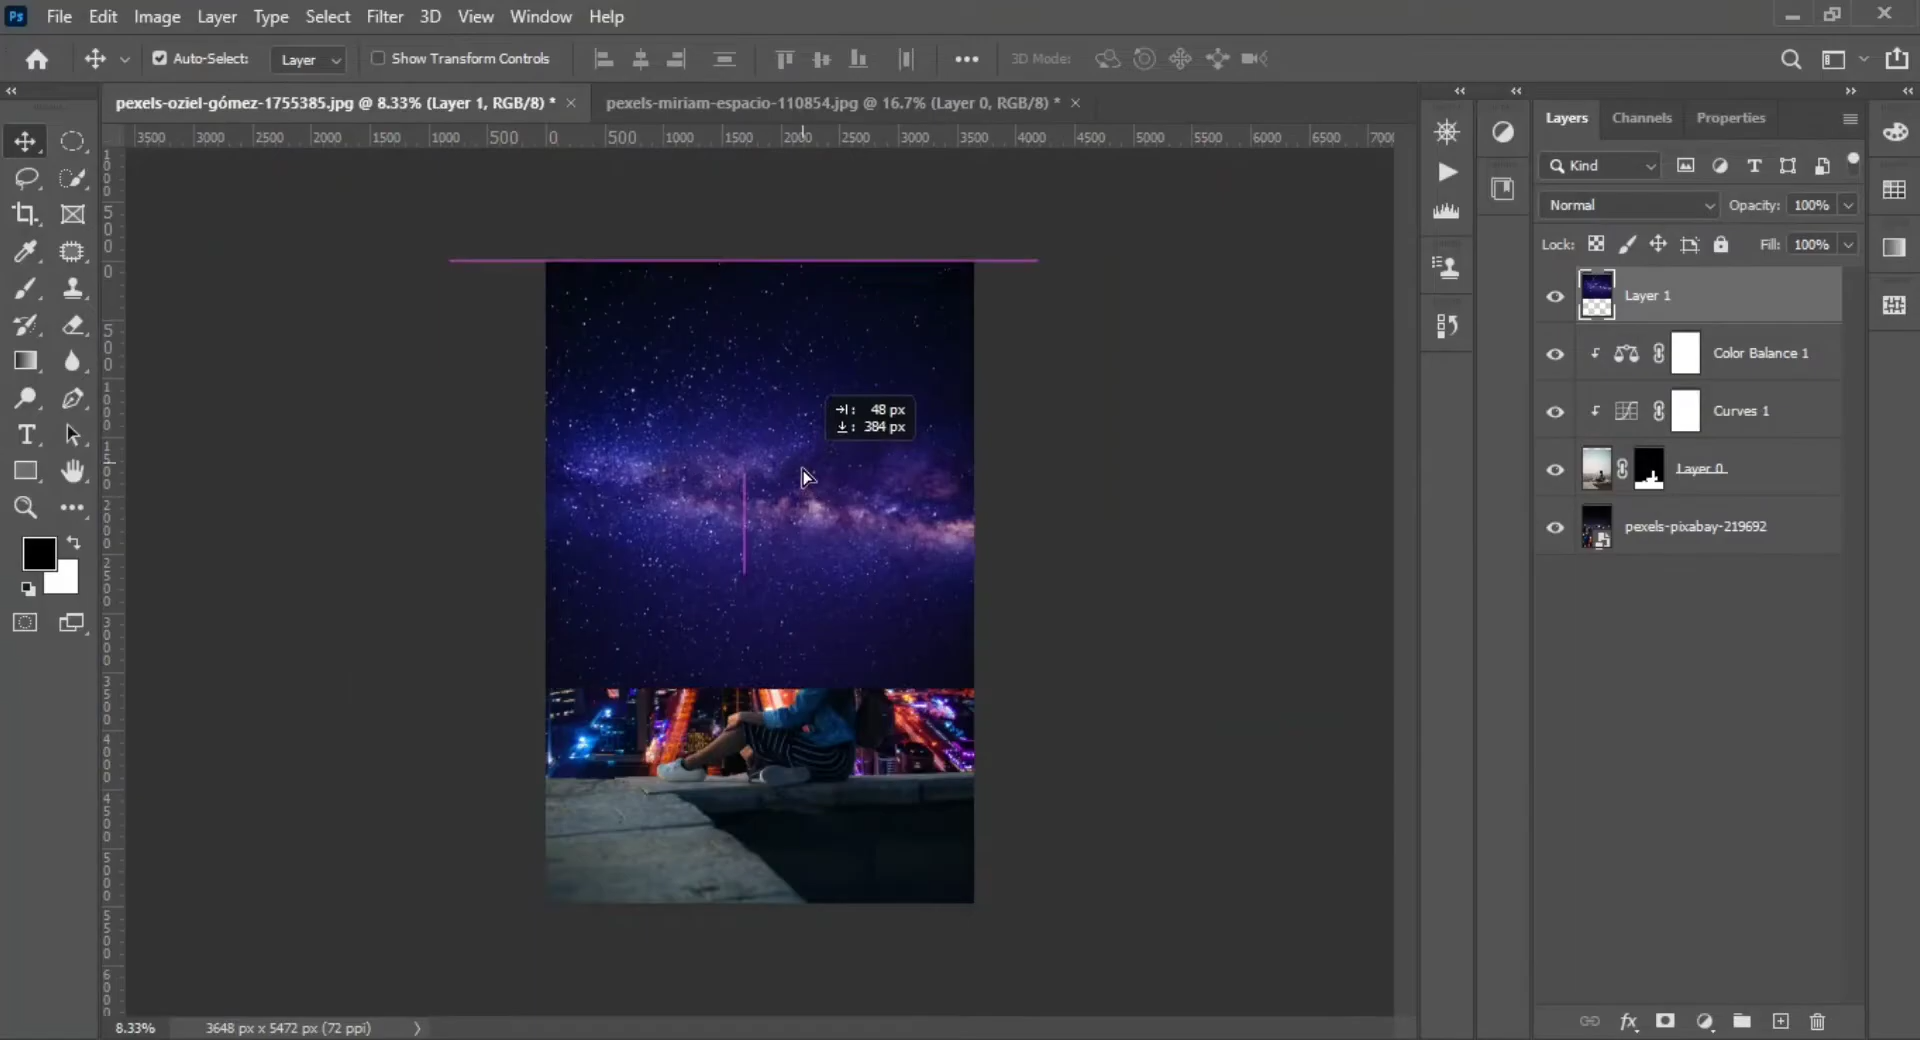 Ps File Edit Image Layer Type Select Filter 3D View Window Help
Auto-Select: Layer Show Transform Controls 3D Mode:
pexels-oziel-gómez-1755385.jpg @ 8.33% (Layer 1, RGB/8) * × pexels-miriam-espacio-110854.jpg @ 16.7% (Layer 0, RGB/8) * ×
3500 3000 2500 2000 1500 1000 500 0 500 1000 1500 2000 2500 3000 3500 4000 4500 5000 5500 6000 6500 7000
Layers Channels Properties
Kind
Normal Opacity: 100%
Lock: Fill: 100%
Layer 1
Color Balance 1
Curves 1
Layer 0
pexels-pixabay-219692
48 px
384 px
8.33% 3648 px x 5472 px (72 ppi)